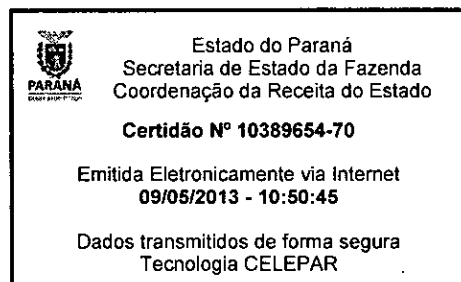 PARANÁ
Estado do Paraná
Secretaria de Estado da Fazenda
Coordenação da Receita do Estado
Certidão Nº 10389654-70
Emitida Eletronicamente via Internet
09/05/2013 - 10:50:45
Dados transmitidos de forma segura
Tecnologia CELEPAR